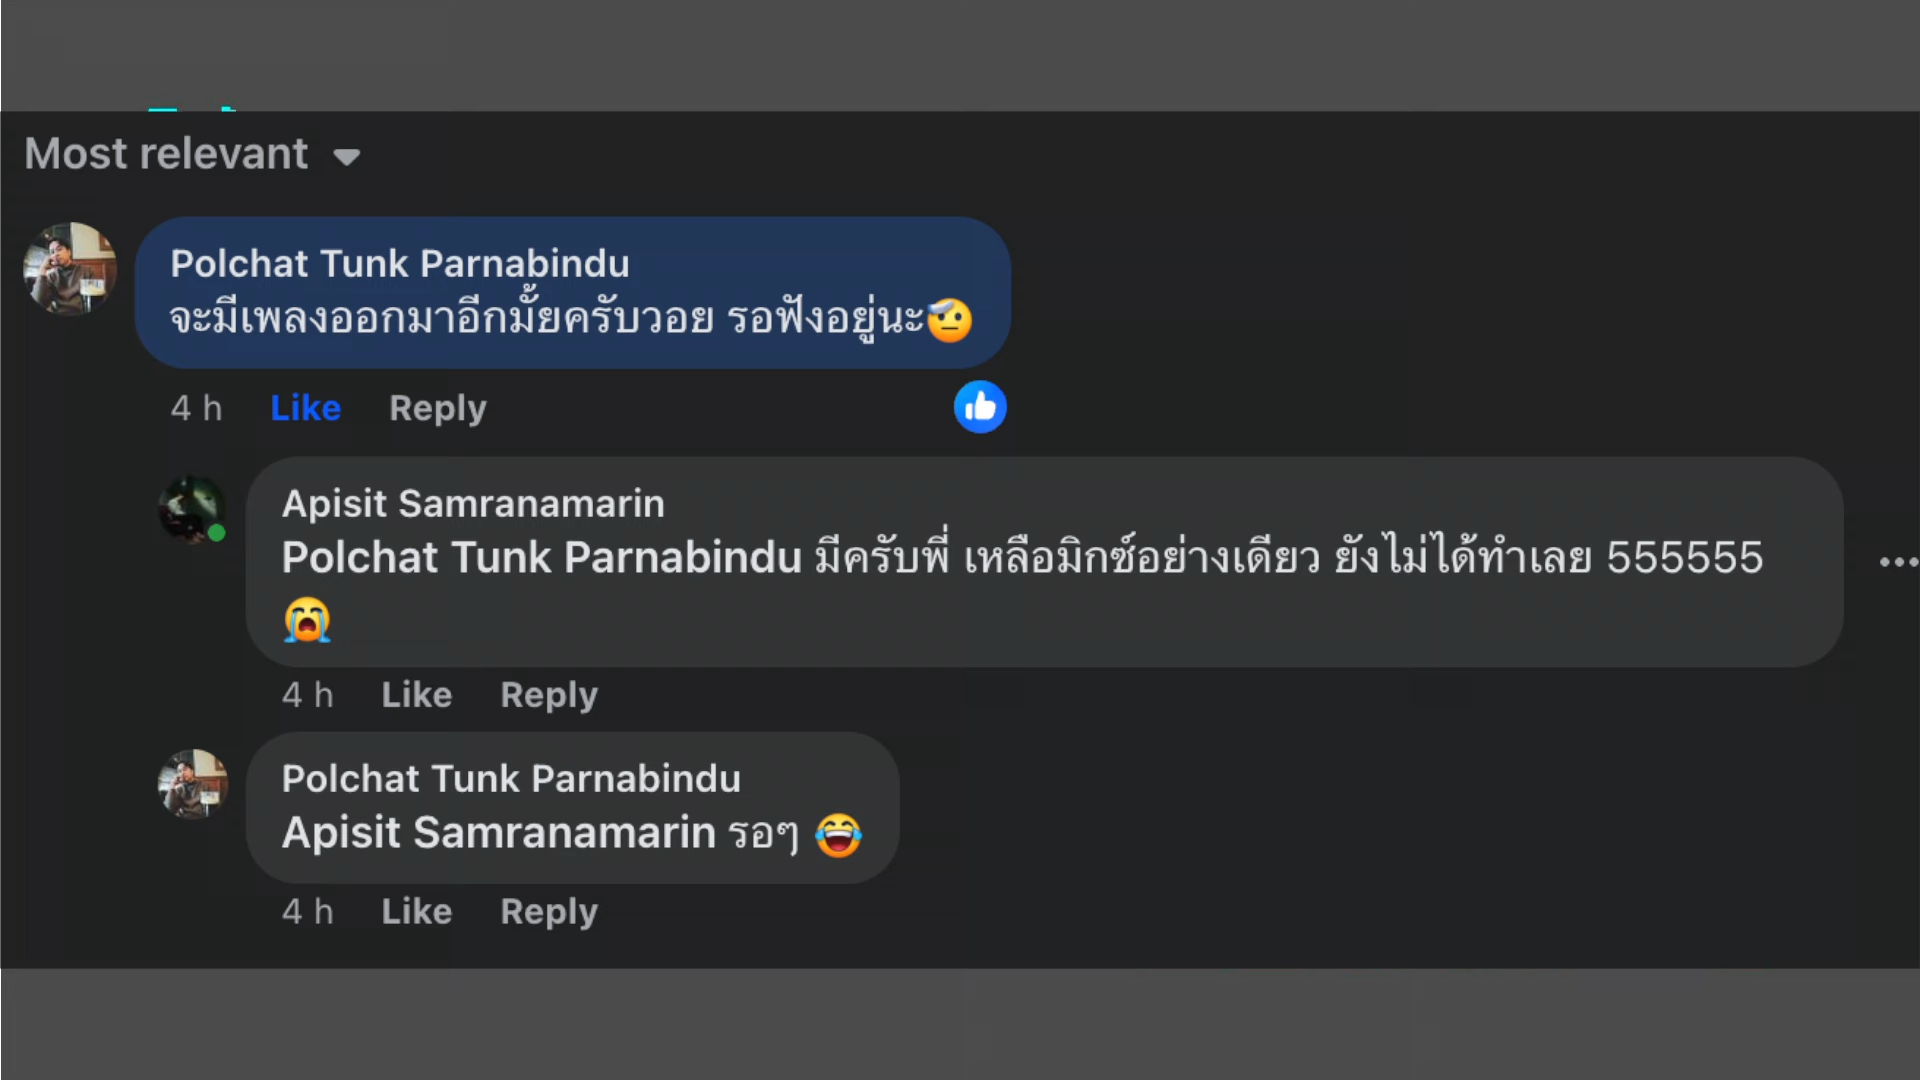 Most relevant
Polchat Tunk Parnabindu
จะมีเพลงออกมาอีกมั้ยครับวอย รอฟังอยู่นะ🤕
4 h Like Reply
Apisit Samranamarin
Polchat Tunk Parnabindu มีครับพี่ เหลือมิกซ์อย่างเดียว ยังไม่ได้ทำเลย 555555
😭
4 h Like Reply
Polchat Tunk Parnabindu
Apisit Samranamarin รอๆ 😂
4 h Like Reply